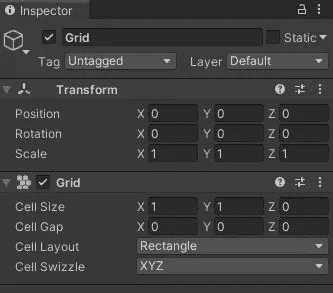 Inspector
Grid Static
Tag Untagged Layer Default
Transform
Position X 0 Y 0 Z 0
Rotation X 0 Y 0 Z 0
Scale X 1 Y 1 Z 1
Grid
Cell Size X 1 Y 1 Z 0
Cell Gap X 0 Y 0 Z 0
Cell Layout Rectangle
Cell Swizzle XYZ